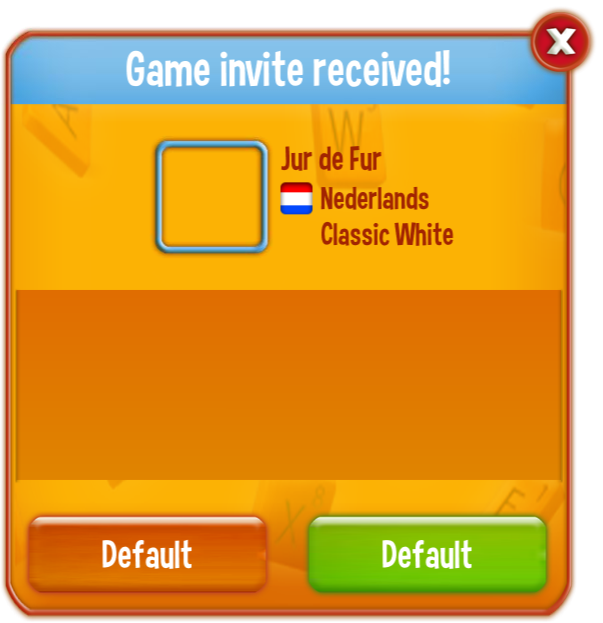 Game invite received!
Jur de Fur
Nederlands
Classic White
Default
Default